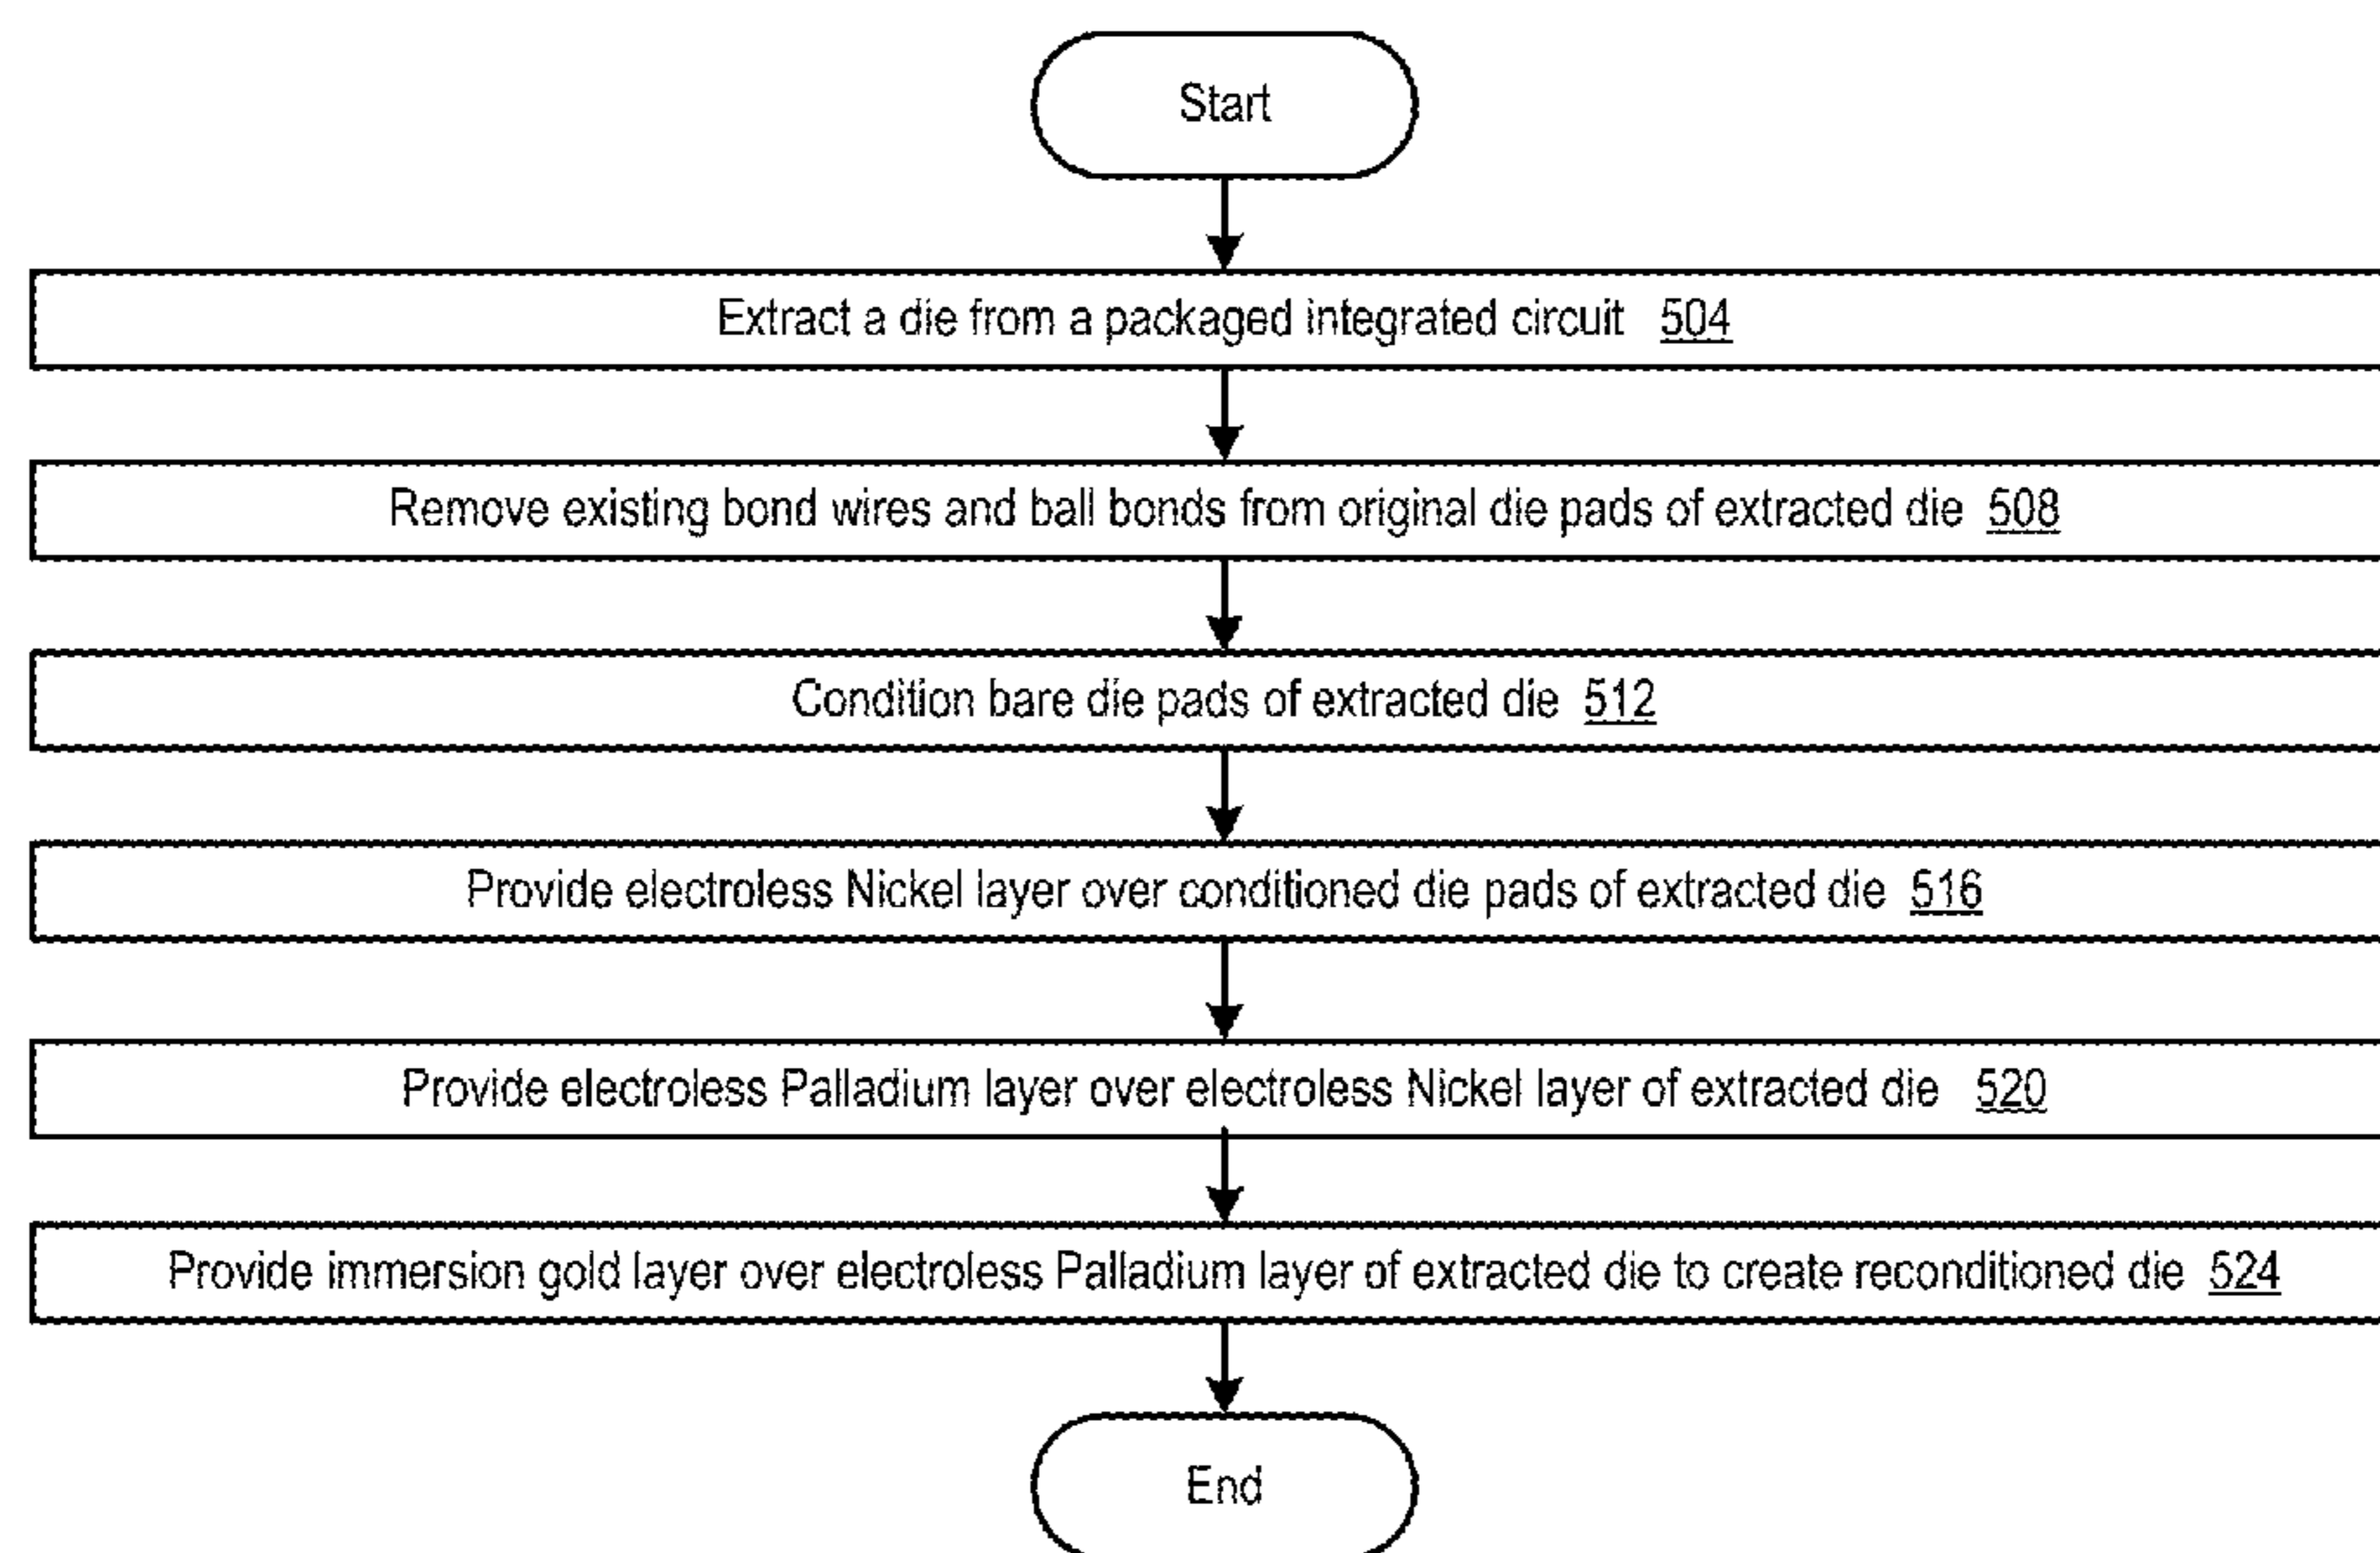 Start
Extract a die from a packaged integrated circuit 504
Remove existing bond wires and ball bonds from original die pads of extracted die 508
Condition bare die pads of extracted die 512
Provide electroless Nickel layer over conditioned die pads of extracted die 516
Provide electroless Palladium layer over electroless Nickel layer of extracted die 520
Provide immersion gold layer over electroless Palladium layer of extracted die to create reconditioned die 524
End